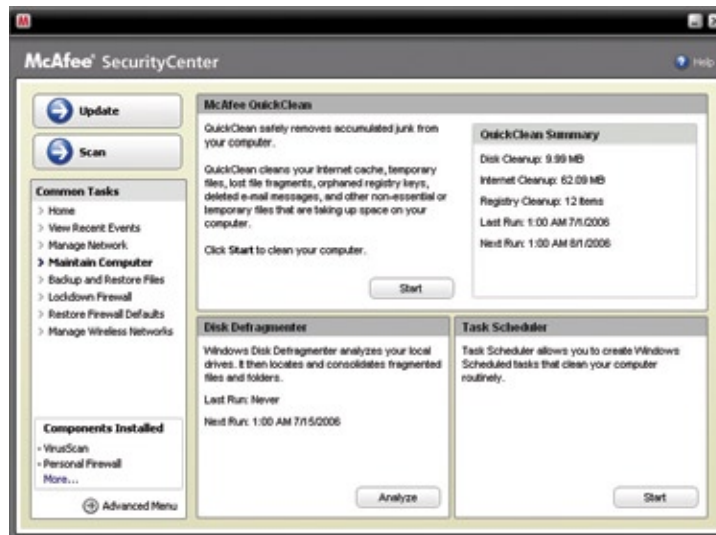 McAfee® SecurityCenter
Help
Update
Scan
Common Tasks
> Home
> View Recent Events
> Manage Network
> Maintain Computer
> Backup and Restore Files
> Lockdown Firewall
> Restore Firewall Defaults
> Manage Wireless Networks
Components Installed
- VirusScan
- Personal Firewall
More...
Advanced Menu
McAfee QuickClean
QuickClean safely removes accumulated junk from
your computer.
QuickClean cleans your Internet cache, temporary
files, lost file fragments, orphaned registry keys,
deleted e-mail messages, and other non-essential or
temporary files that are taking up space on your
computer.
Click Start to clean your computer.
Start
QuickClean Summary
Disk Cleanup: 9.99 MB
Internet Cleanup: 62.09 MB
Registry Cleanup: 12 Items
Last Run: 1:00 AM 7/1/2006
Next Run: 1:00 AM 8/1/2006
Disk Defragmenter
Windows Disk Defragmenter analyzes your local
drives. It then locates and consolidates fragmented
files and folders.
Last Run: Never
Next Run: 1:00 AM 7/15/2006
Analyze
Task Scheduler
Task Scheduler allows you to create Windows
Scheduled tasks that clean your computer
routinely.
Start